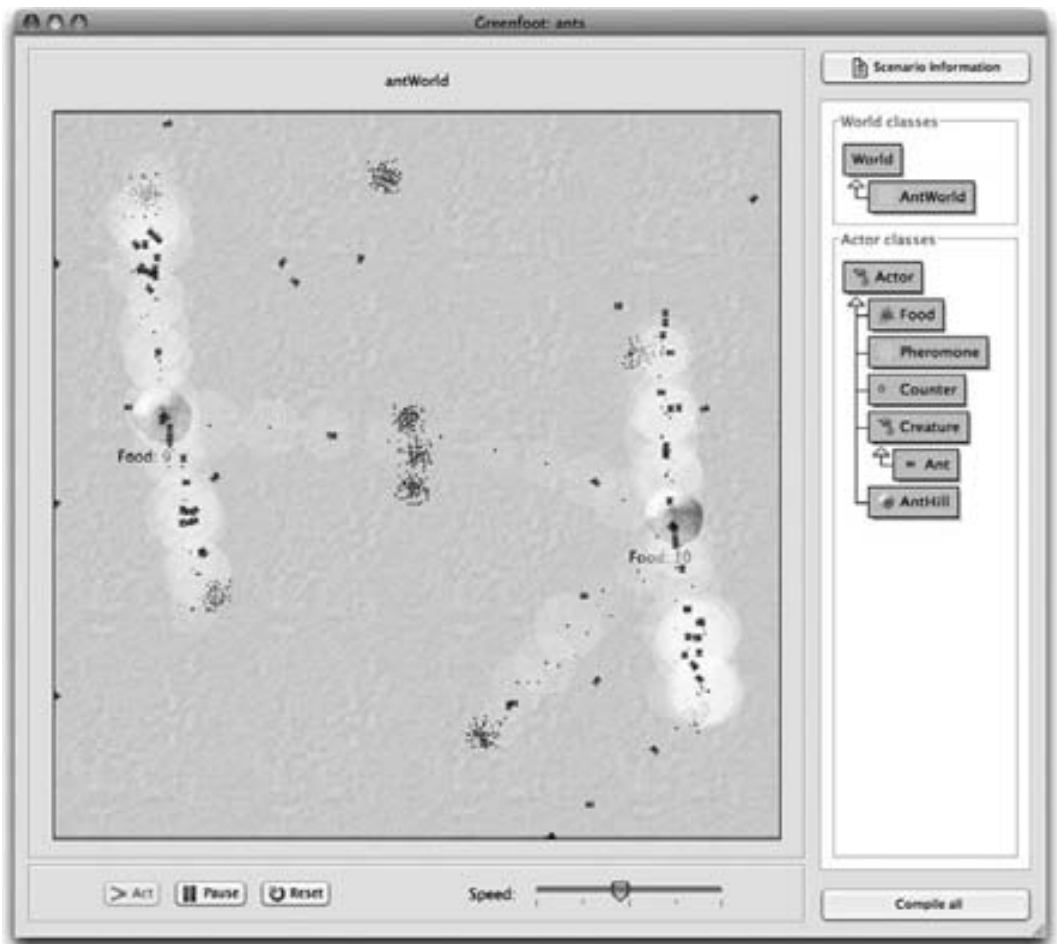 Greenfoot: ants
antWorld
Food: 9
Food: 10
Act
Pause
Reset
Speed:
Scenario Information
World classes
World
AntWorld
Actor classes
Actor
Food
Pheromone
Counter
Creature
Ant
AntHill
Compile all